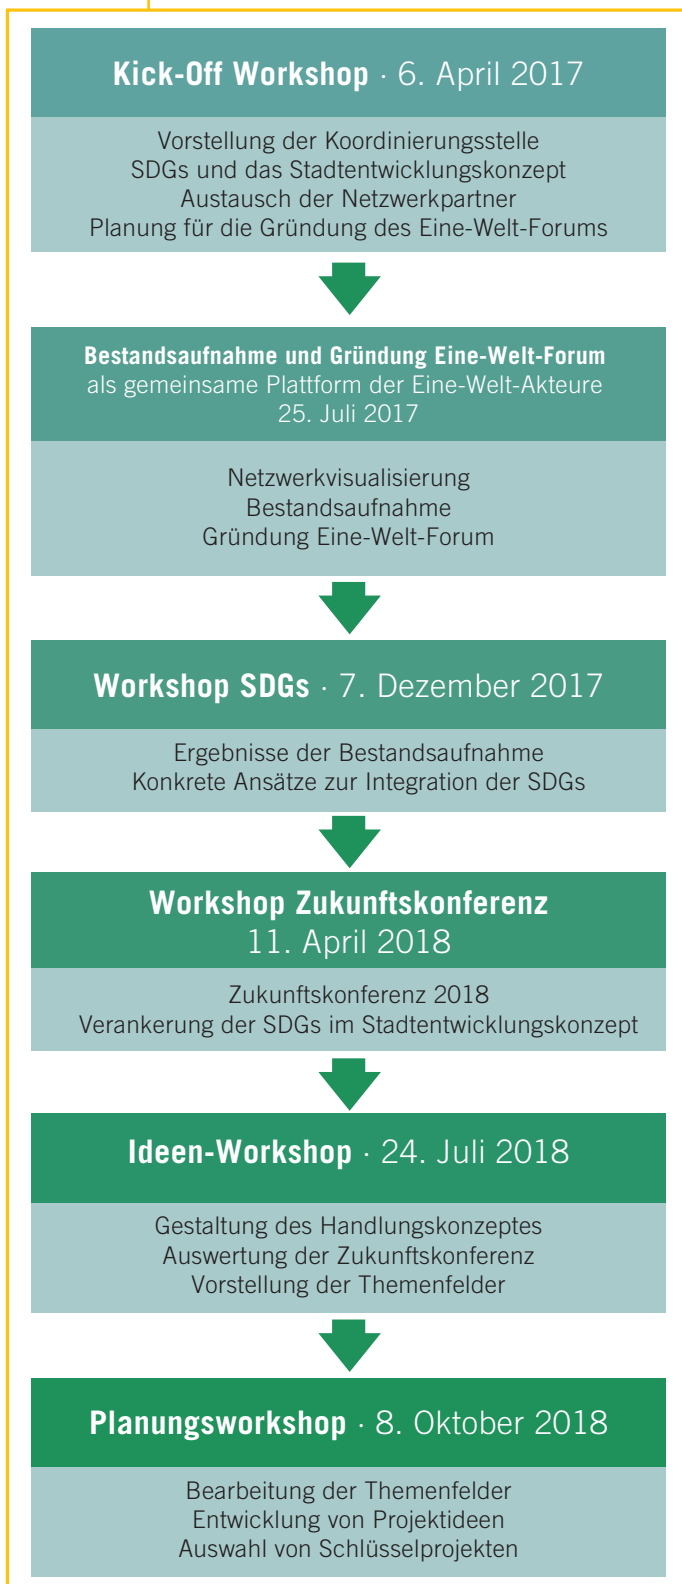 Kick-Off Workshop · 6. April 2017
Vorstellung der Koordinierungsstelle
SDGs und das Stadtentwicklungskonzept
Austausch der Netzwerkpartner
Planung für die Gründung des Eine-Welt-Forums
Bestandsaufnahme und Gründung Eine-Welt-Forum
als gemeinsame Plattform der Eine-Welt-Akteure
25. Juli 2017
Netzwerkvisualisierung
Bestandsaufnahme
Gründung Eine-Welt-Forum
Workshop SDGs · 7. Dezember 2017
Ergebnisse der Bestandsaufnahme
Konkrete Ansätze zur Integration der SDGs
Workshop Zukunftskonferenz
11. April 2018
Zukunftskonferenz 2018
Verankerung der SDGs im Stadtentwicklungskonzept
Ideen-Workshop · 24. Juli 2018
Gestaltung des Handlungskonzeptes
Auswertung der Zukunftskonferenz
Vorstellung der Themenfelder
Planungsworkshop · 8. Oktober 2018
Bearbeitung der Themenfelder
Entwicklung von Projektideen
Auswahl von Schlüsselprojekten